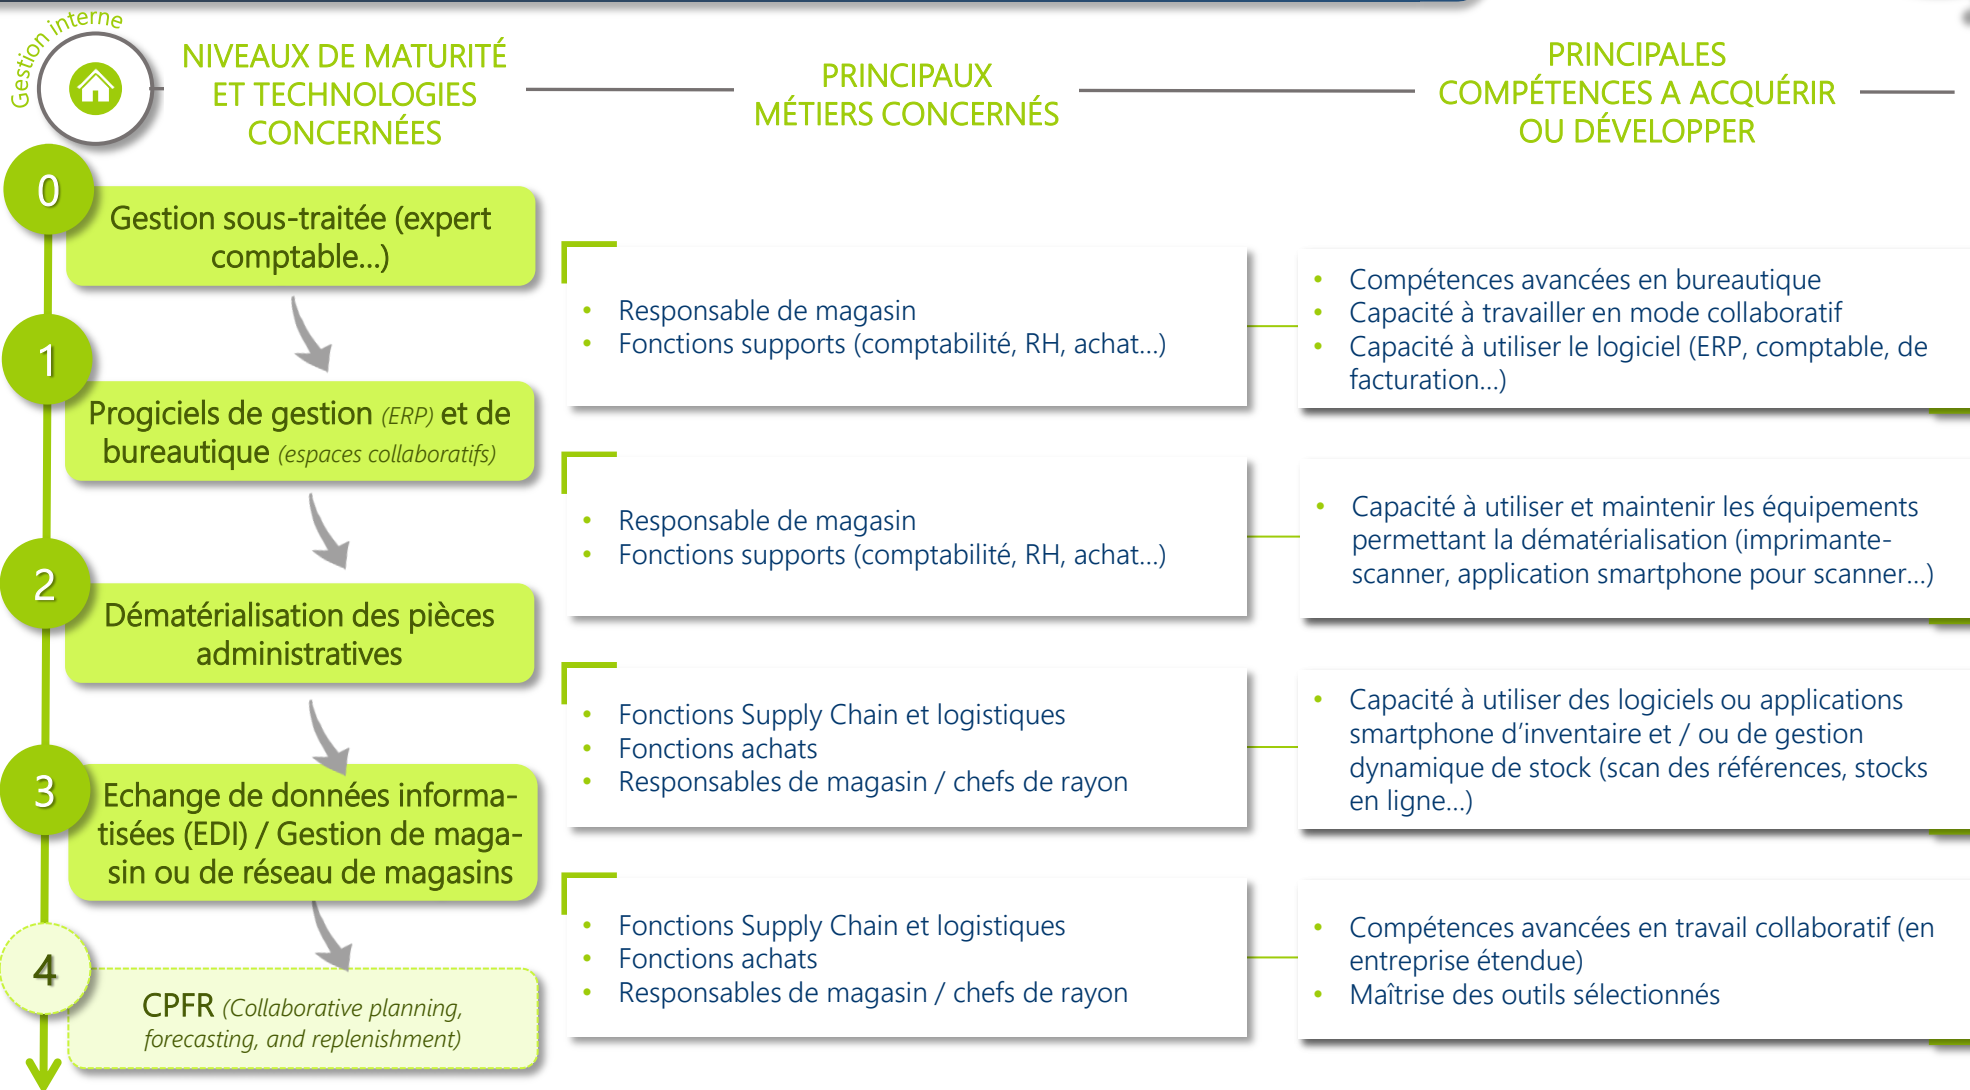 Gestion interne
NIVEAUX DE MATURITÉ
ET TECHNOLOGIES
CONCERNÉES
PRINCIPAUX
MÉTIERS CONCERNÉS
PRINCIPALES
COMPÉTENCES A ACQUÉRIR
OU DÉVELOPPER
0
Gestion sous-traitée (expert
comptable...)
1
Progiciels de gestion (ERP) et de
bureautique (espaces collaboratifs)
• Responsable de magasin
• Fonctions supports (comptabilité, RH, achat...)
• Compétences avancées en bureautique
• Capacité à travailler en mode collaboratif
• Capacité à utiliser le logiciel (ERP, comptable, de
facturation...)
2
Dématérialisation des pièces
administratives
• Responsable de magasin
• Fonctions supports (comptabilité, RH, achat...)
• Capacité à utiliser et maintenir les équipements
permettant la dématérialisation (imprimante-
scanner, application smartphone pour scanner...)
3
Echange de données informa-
tisées (EDI) / Gestion de maga-
sin ou de réseau de magasins
• Fonctions Supply Chain et logistiques
• Fonctions achats
• Responsables de magasin / chefs de rayon
• Capacité à utiliser des logiciels ou applications
smartphone d’inventaire et / ou de gestion
dynamique de stock (scan des références, stocks
en ligne...)
4
CPFR (Collaborative planning,
forecasting, and replenishment)
• Fonctions Supply Chain et logistiques
• Fonctions achats
• Responsables de magasin / chefs de rayon
• Compétences avancées en travail collaboratif (en
entreprise étendue)
• Maîtrise des outils sélectionnés